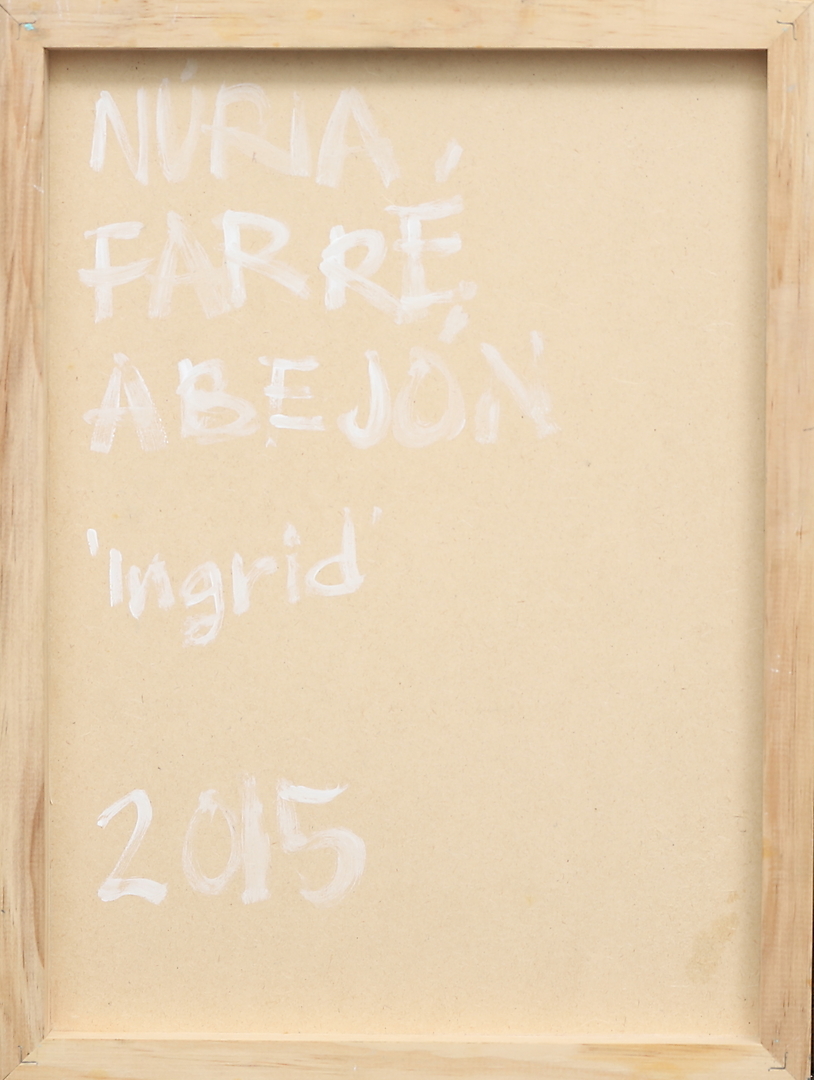 NÚRIA
FARRÉ
ABEJÓN
'Ingrid'
2015